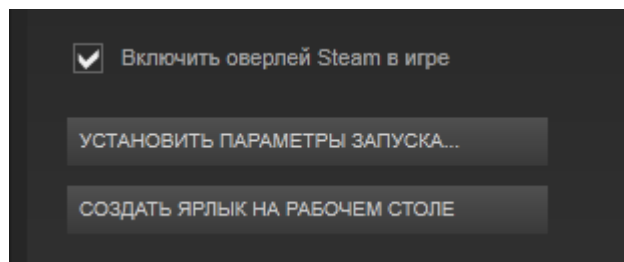 Включить оверлей Steam в игре
УСТАНОВИТЬ ПАРАМЕТРЫ ЗАПУСКА...
СОЗДАТЬ ЯРЛЫК НА РАБОЧЕМ СТОЛЕ